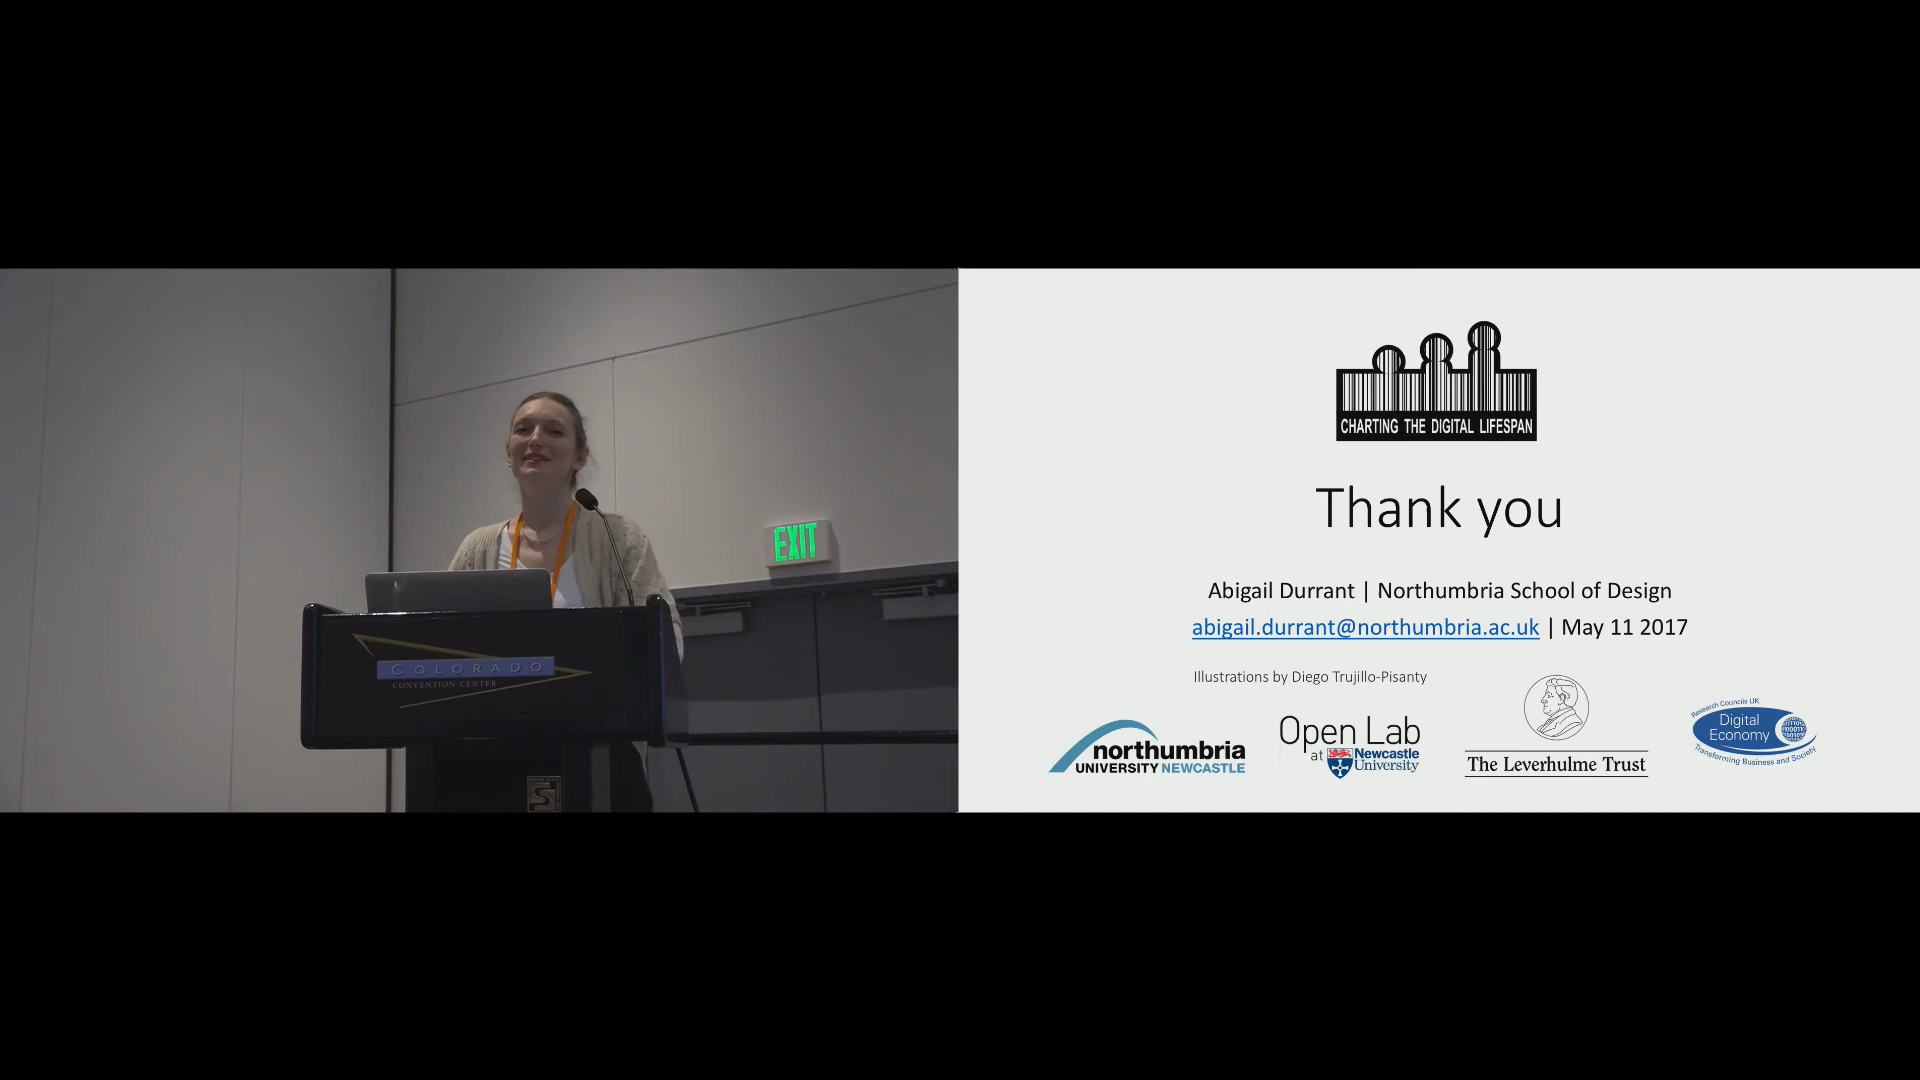 EXIT
COLORADO
CONVENTION CENTER
CHARTING THE DIGITAL LIFESPAN
Thank you
Abigail Durrant | Northumbria School of Design
abigail.durrant@northumbria.ac.uk | May 11 2017
Illustrations by Diego Trujillo-Pisanty
northumbria
UNIVERSITY NEWCASTLE
Open Lab
at Newcastle
University
The Leverhulme Trust
Research Councils UK
Digital
Economy
Transforming Business and Society